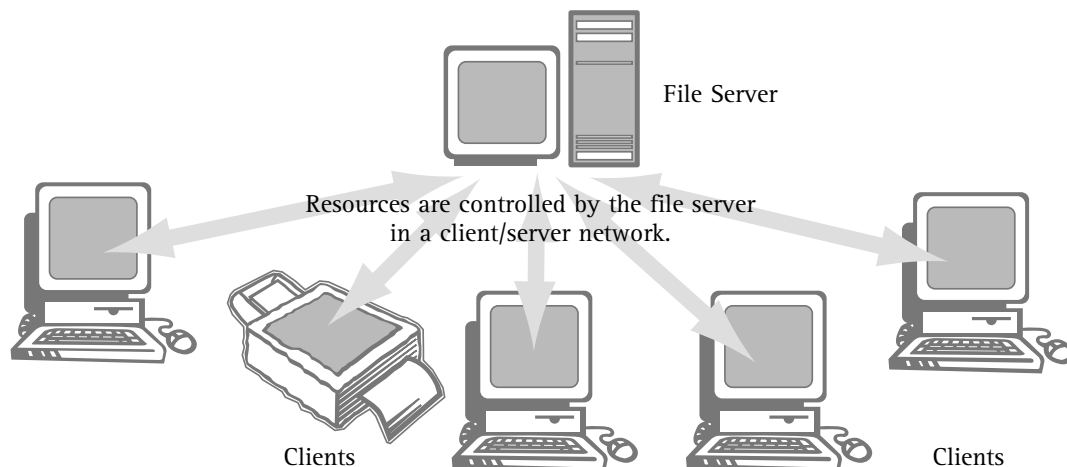 File Server
Resources are controlled by the file server
in a client/server network.
Clients
Clients